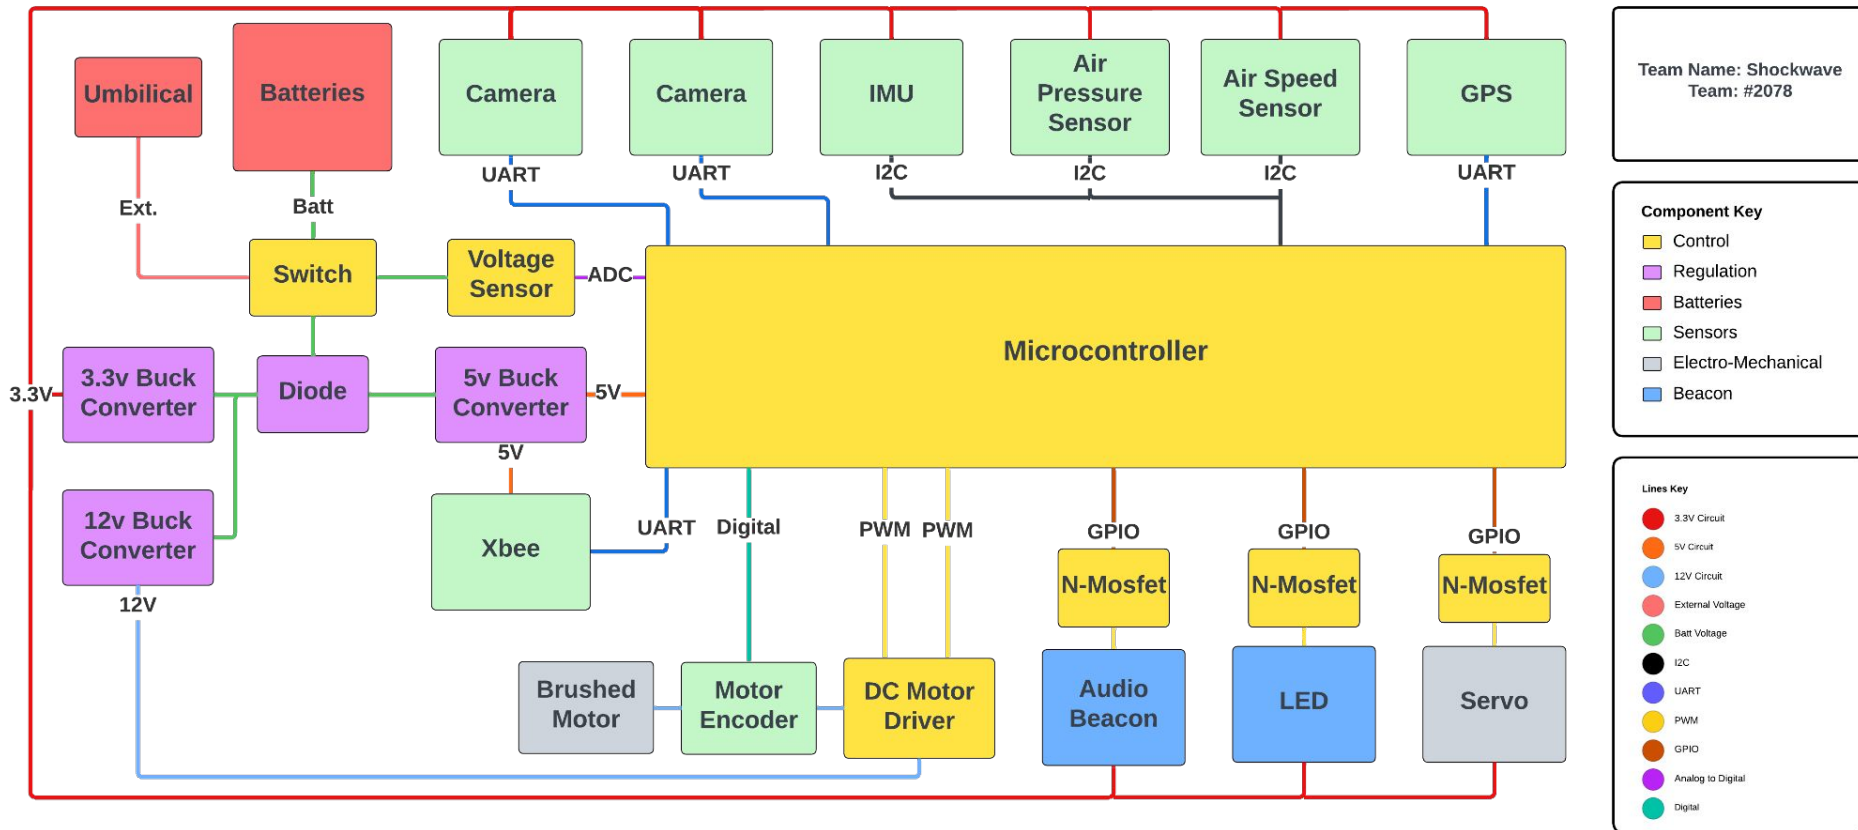 Umbilical
Batteries
Camera
Camera
IMU
Air
Pressure
Sensor
Air Speed
Sensor
GPS
Team Name: Shockwave
Team: #2078
UART
UART
I2C
I2C
I2C
UART
Ext.
Batt
Switch
Voltage
Sensor
ADC
Microcontroller
3.3V
3.3v Buck
Converter
Diode
5v Buck
Converter
5V
5V
12v Buck
Converter
12V
Xbee
UART
Digital
PWM
PWM
GPIO
GPIO
GPIO
N-Mosfet
N-Mosfet
N-Mosfet
Brushed
Motor
Motor
Encoder
DC Motor
Driver
Audio
Beacon
LED
Servo
Component Key
Control
Regulation
Batteries
Sensors
Electro-Mechanical
Beacon
Lines Key
3.3V Circuit
5V Circuit
12V Circuit
External Voltage
Batt Voltage
I2C
UART
PWM
GPIO
Analog to Digital
Digital